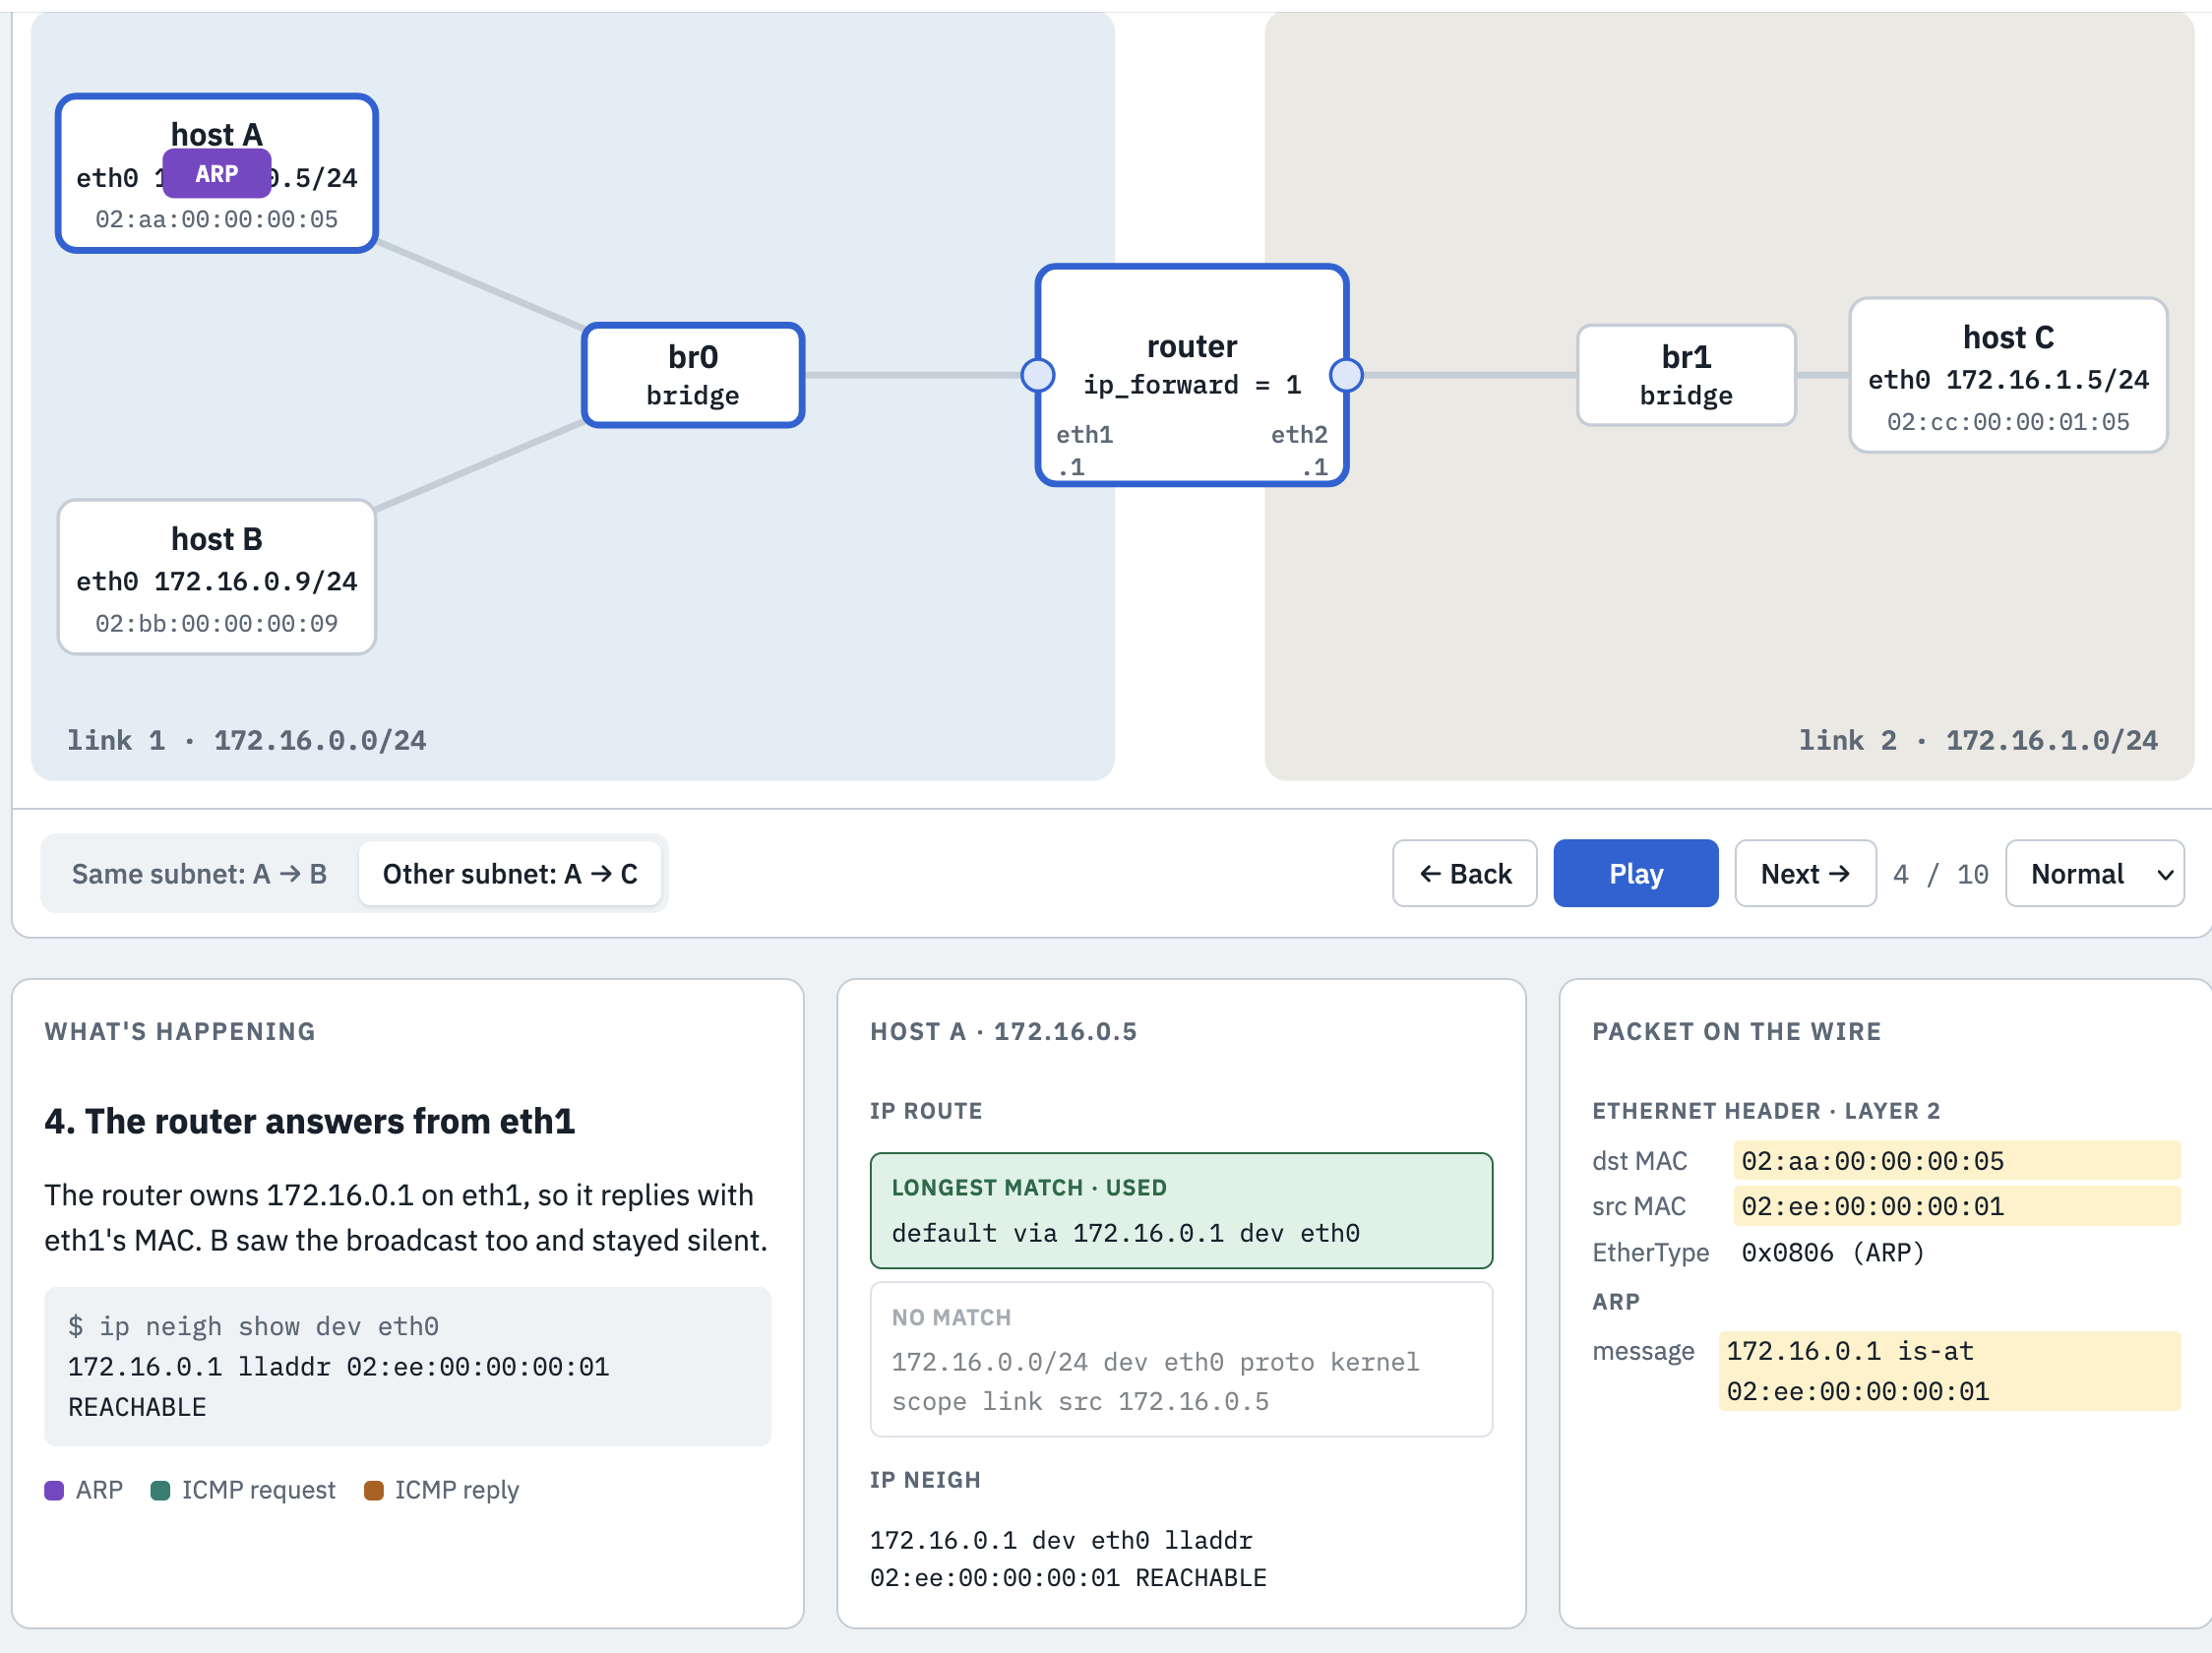 host A
ARP
eth0 1 0.5/24
02:aa:00:00:00:05
br0
bridge
host B
eth0 172.16.0.9/24
02:bb:00:00:00:09
link 1 · 172.16.0.0/24
router
ip_forward = 1
eth1
.1
eth2
.1
br1
bridge
host C
eth0 172.16.1.5/24
02:cc:00:00:01:05
link 2 · 172.16.1.0/24
Same subnet: A → B
Other subnet: A → C
← Back
Play
Next →
4 / 10
Normal
WHAT'S HAPPENING
4. The router answers from eth1
The router owns 172.16.0.1 on eth1, so it replies with
eth1's MAC. B saw the broadcast too and stayed silent.
$ ip neigh show dev eth0
172.16.0.1 lladdr 02:ee:00:00:00:01
REACHABLE
ARP
ICMP request
ICMP reply
HOST A · 172.16.0.5
IP ROUTE
LONGEST MATCH · USED
default via 172.16.0.1 dev eth0
NO MATCH
172.16.0.0/24 dev eth0 proto kernel
scope link src 172.16.0.5
IP NEIGH
172.16.0.1 dev eth0 lladdr
02:ee:00:00:00:01 REACHABLE
PACKET ON THE WIRE
ETHERNET HEADER · LAYER 2
dst MAC 02:aa:00:00:00:05
src MAC 02:ee:00:00:00:01
EtherType 0x0806 (ARP)
ARP
message 172.16.0.1 is-at
02:ee:00:00:00:01